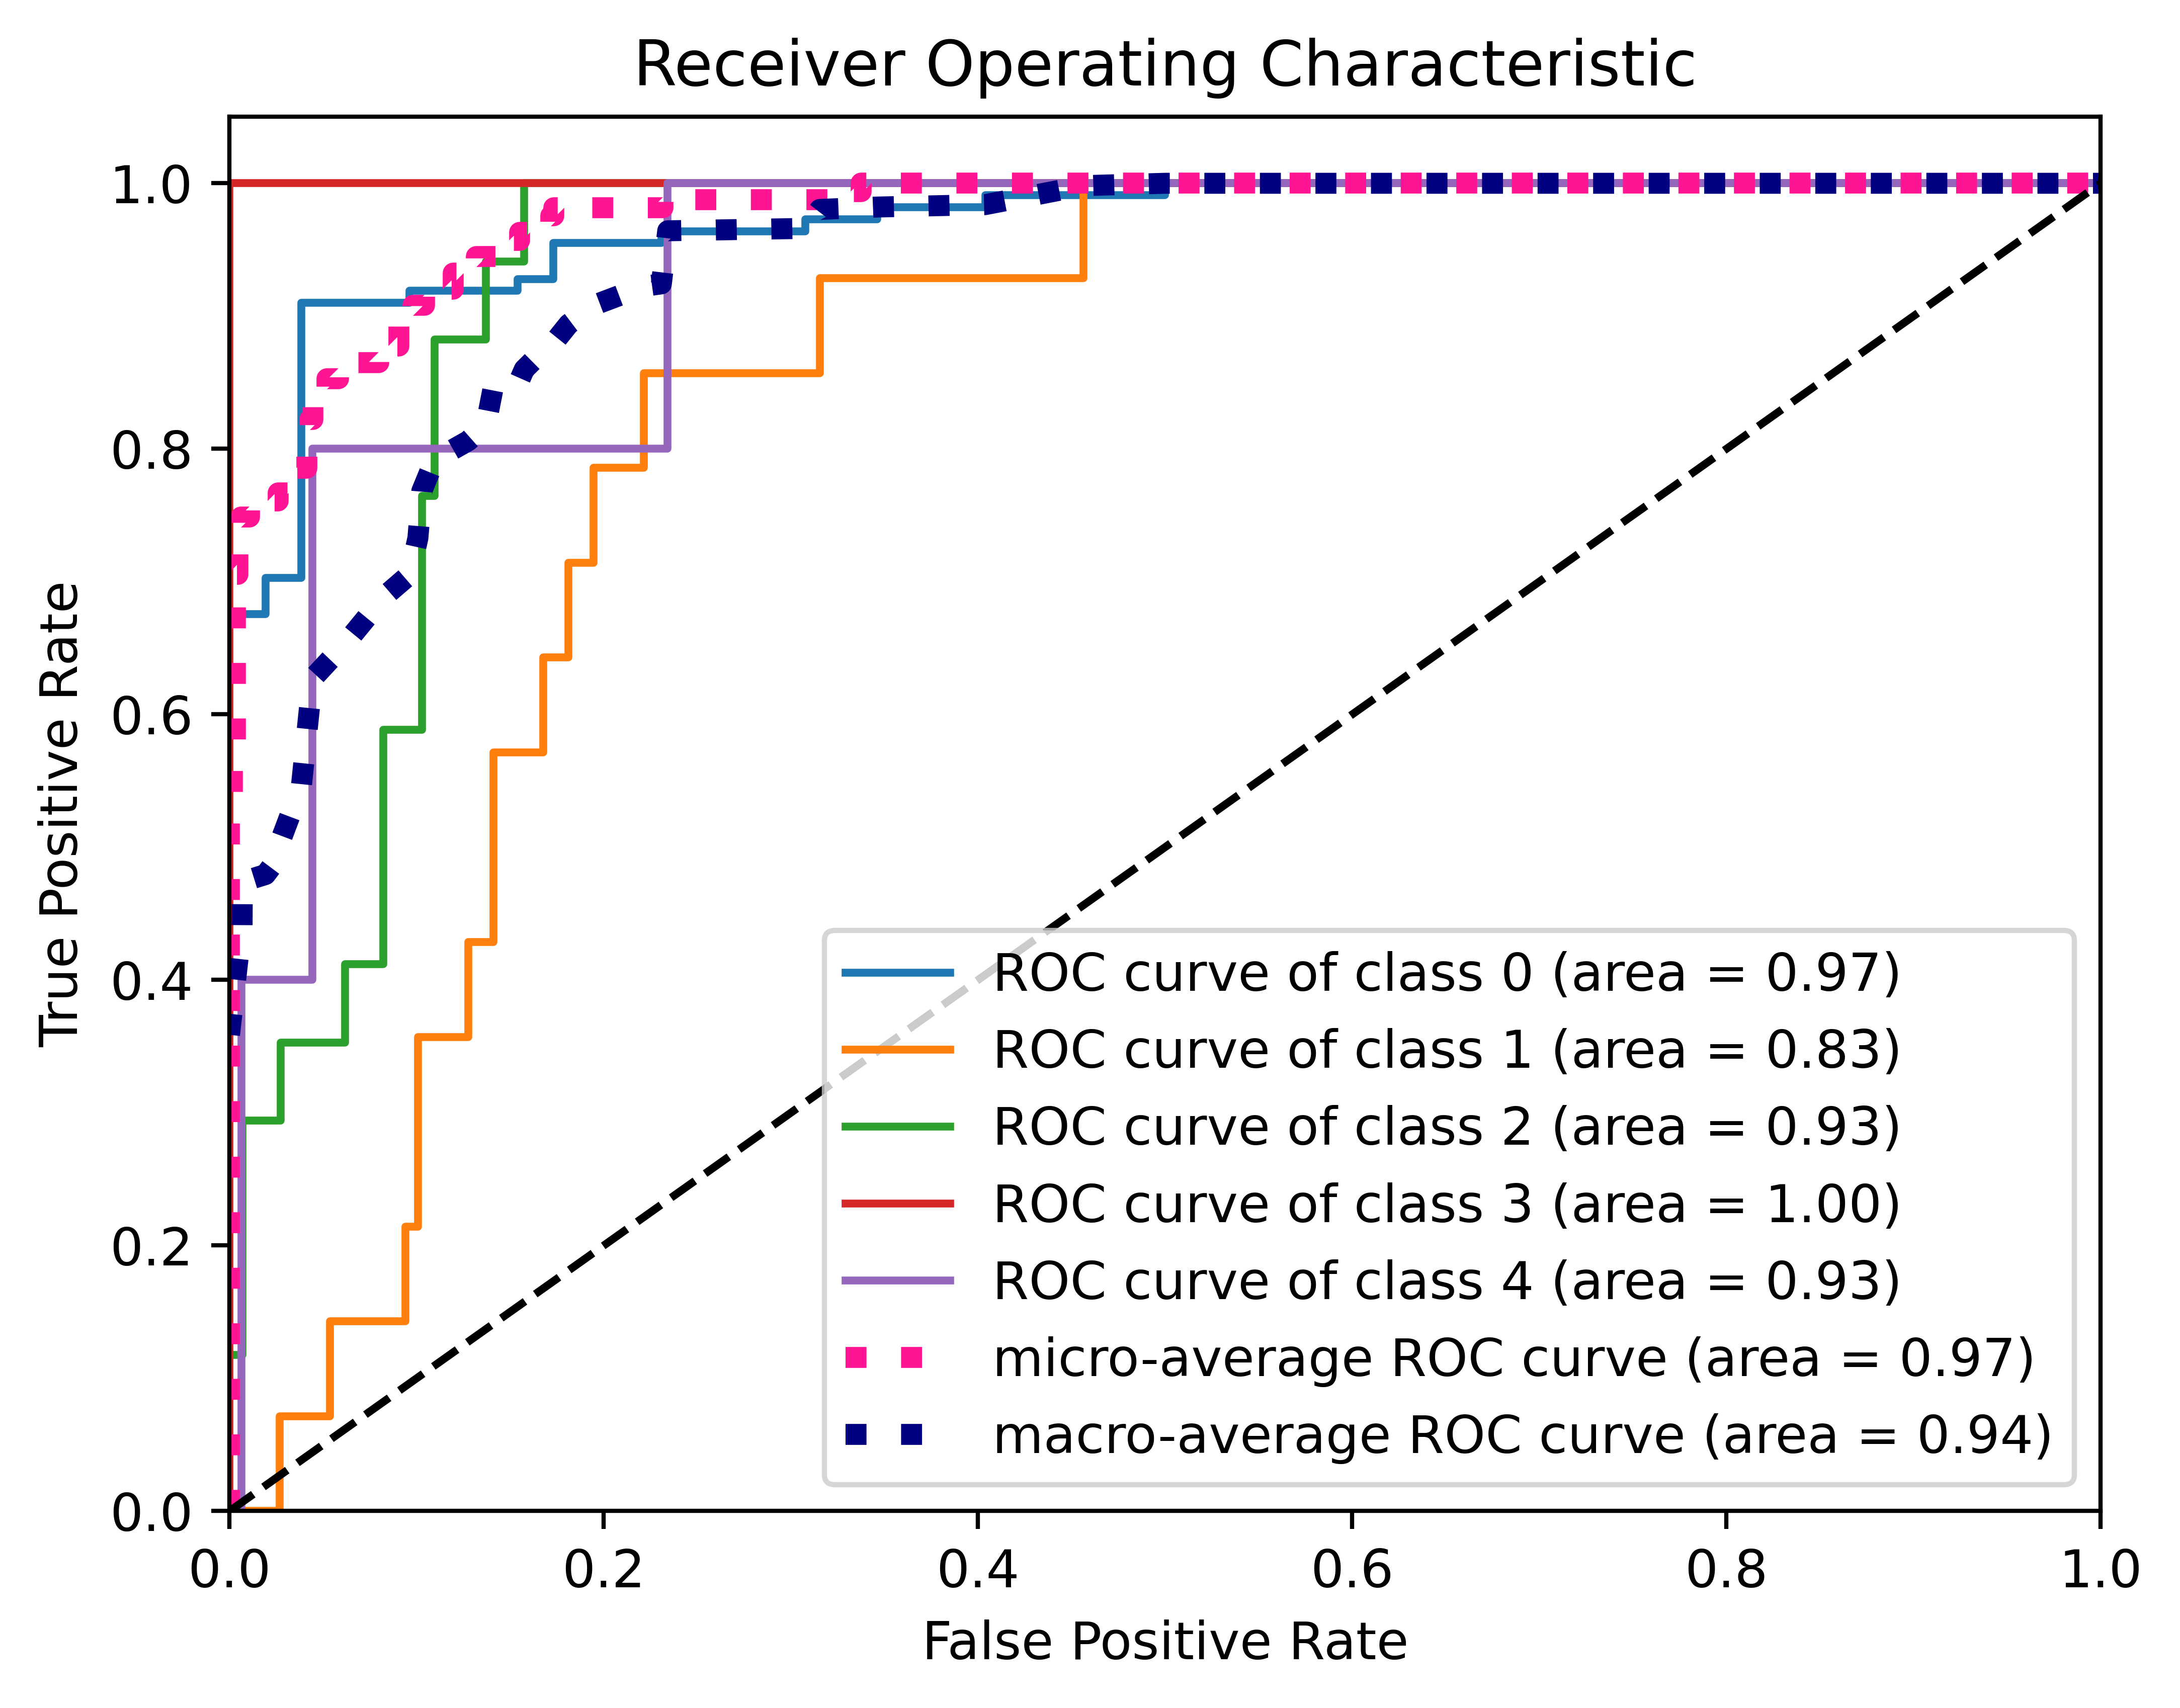 Receiver Operating Characteristic
1.0
0.8
0.6
0.4
0.2
0.0
True Positive Rate
ROC curve of class 0 (area = 0.97)
ROC curve of class 1 (area = 0.83)
ROC curve of class 2 (area = 0.93)
ROC curve of class 3 (area = 1.00)
ROC curve of class 4 (area = 0.93)
micro-average ROC curve (area = 0.97)
macro-average ROC curve (area = 0.94)
0.0 0.2 0.4 0.6 0.8 1.0
False Positive Rate